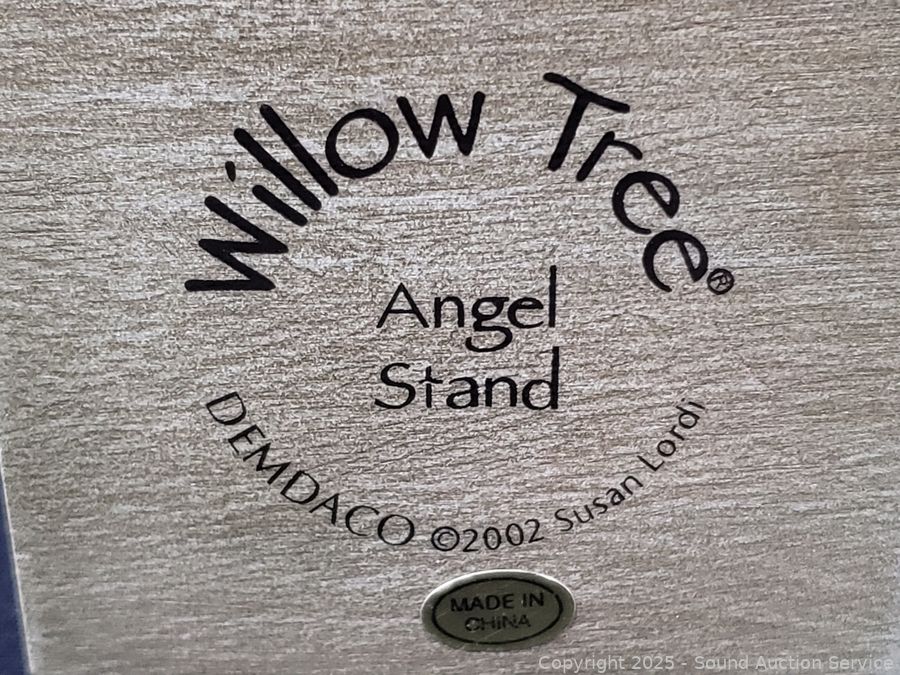 Willow Tree®
Angel
Stand
DEMDACO ©2002 Susan Lordi
MADE IN
CHINA
Copyright 2025 - Sound Auction Service